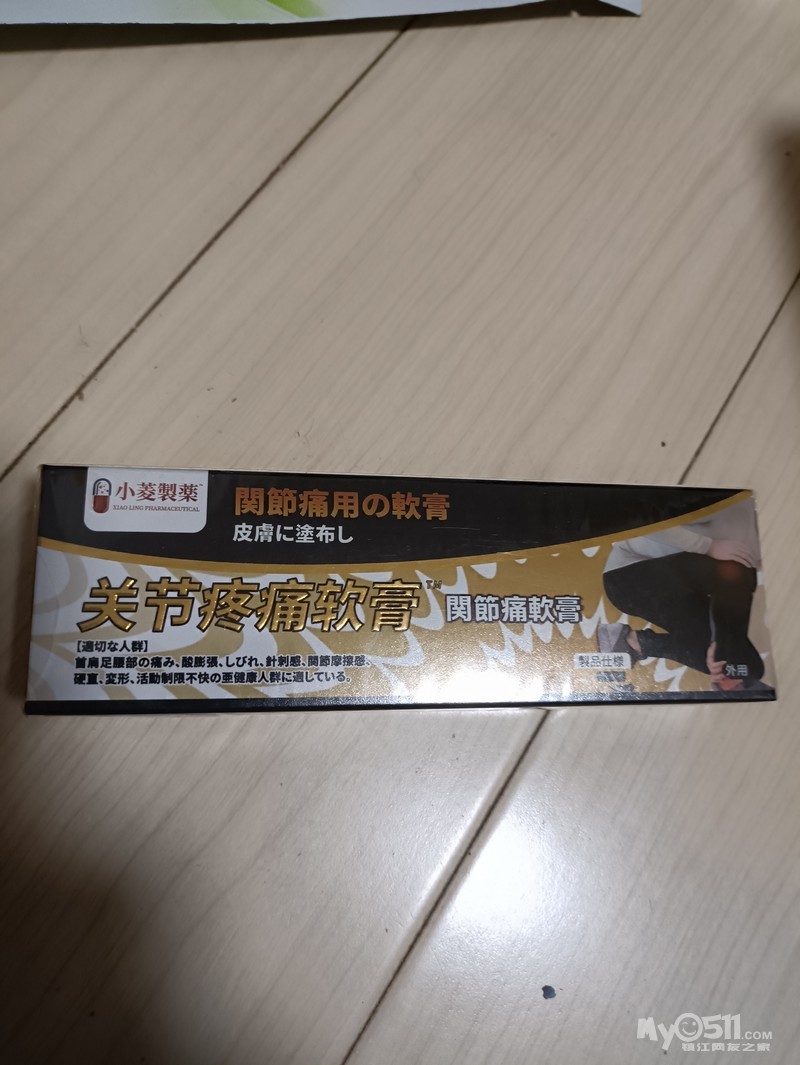 小菱製薬™
XIAO LING PHARMACEUTICAL
関節痛用の軟膏
皮膚に塗布し
关节疼痛软膏™
関節痛軟膏
【適切な人群】
首肩足腰部の痛み、酸膨張、しびれ、針刺感、関節摩擦感、
硬直、変形、活動制限不快の亜健康人群に適している。
製品仕様
外用
My0511.COM
镇江网友之家